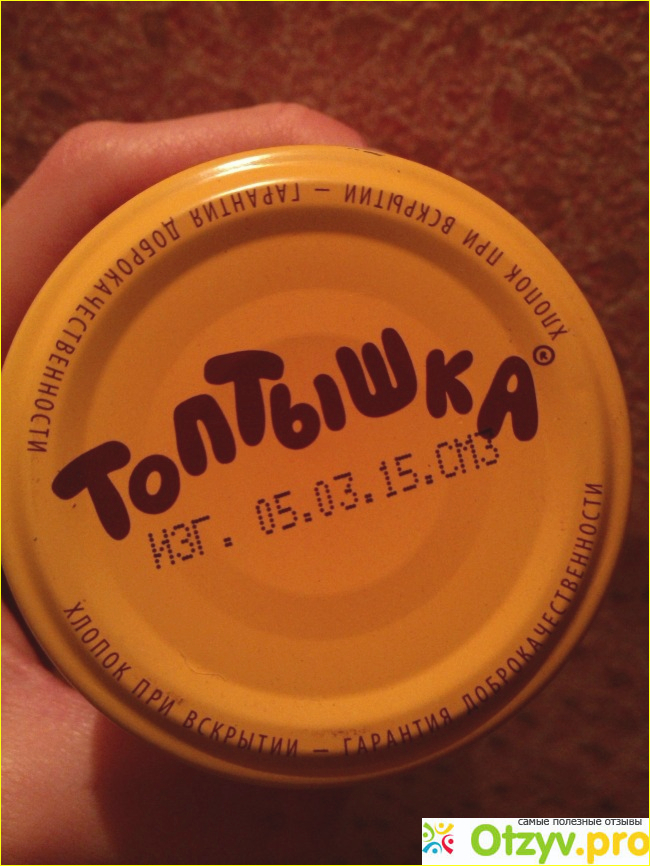 ХЛОПОК ПРИ ВСКРЫТИИ – ГАРАНТИЯ ДОБРОКАЧЕСТВЕННОСТИ
ТОПТЫШКА®
ИЗГ. 05.03.15.СМЗ
ХЛОПОК ПРИ ВСКРЫТИИ – ГАРАНТИЯ ДОБРОКАЧЕСТВЕННОСТИ
самые полезные отзывы
Otzyv.pro